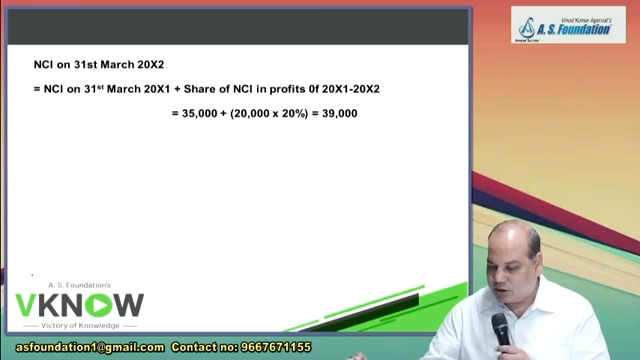 Vinod Kumar Agarwal's
A. S. Foundation
NCI on 31st March 20X2
= NCI on 31st March 20X1 + Share of NCI in profits 0f 20X1-20X2
= 35,000 + (20,000 x 20%) = 39,000
A. S. Foundation's
VKNOW
Victory of Knowledge
asfoundation1@gmail.com Contact no: 9667671155